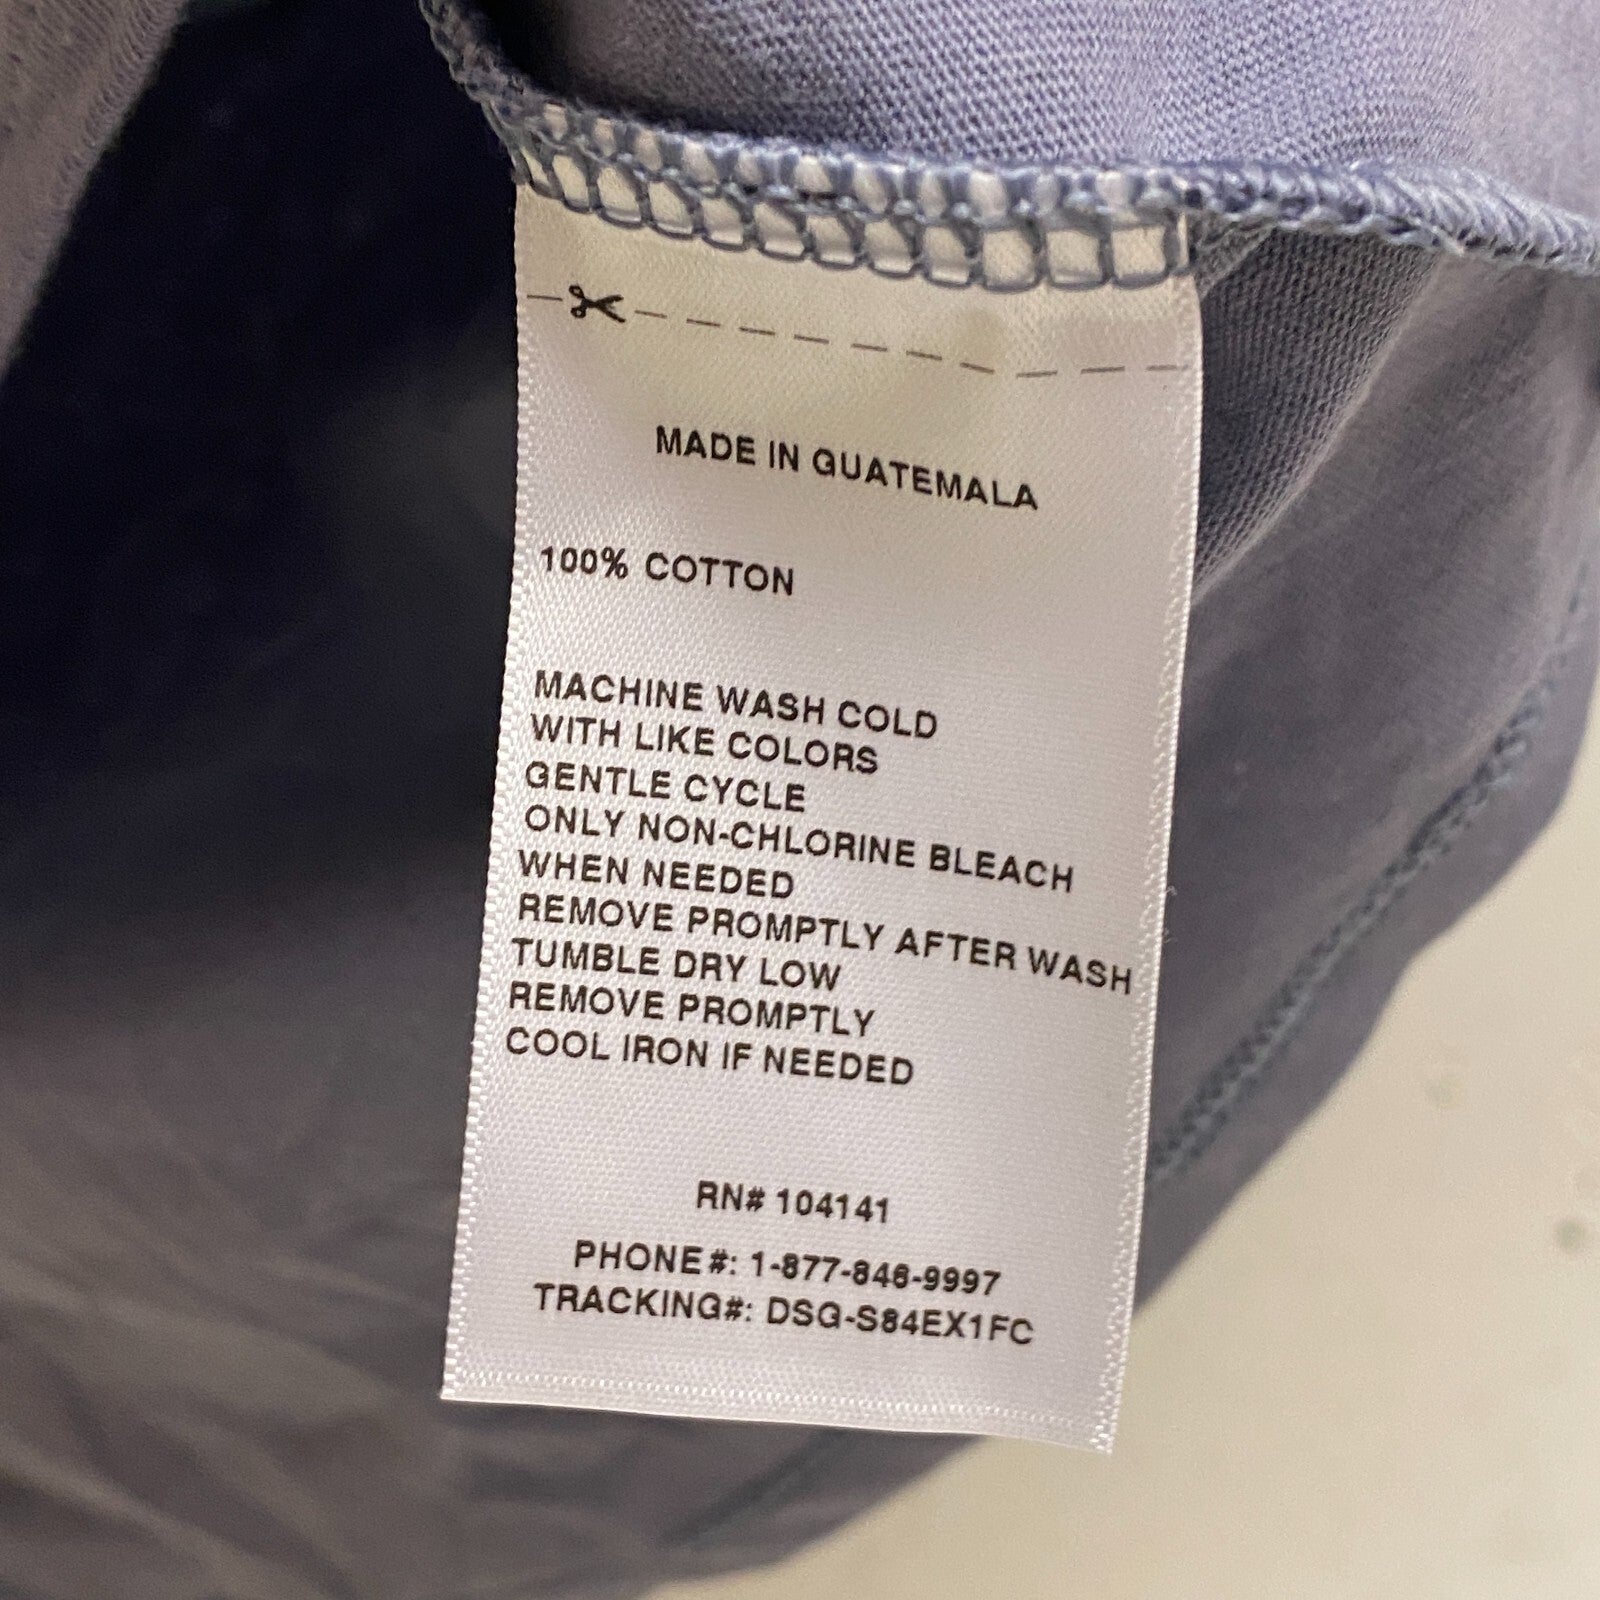 MADE IN GUATEMALA
100% COTTON
MACHINE WASH COLD
WITH LIKE COLORS
GENTLE CYCLE
ONLY NON-CHLORINE BLEACH
WHEN NEEDED
REMOVE PROMPTLY AFTER WASH
TUMBLE DRY LOW
REMOVE PROMPTLY
COOL IRON IF NEEDED
RN# 104141
PHONE#: 1-877-846-9997
TRACKING#: DSG-S84EX1FC